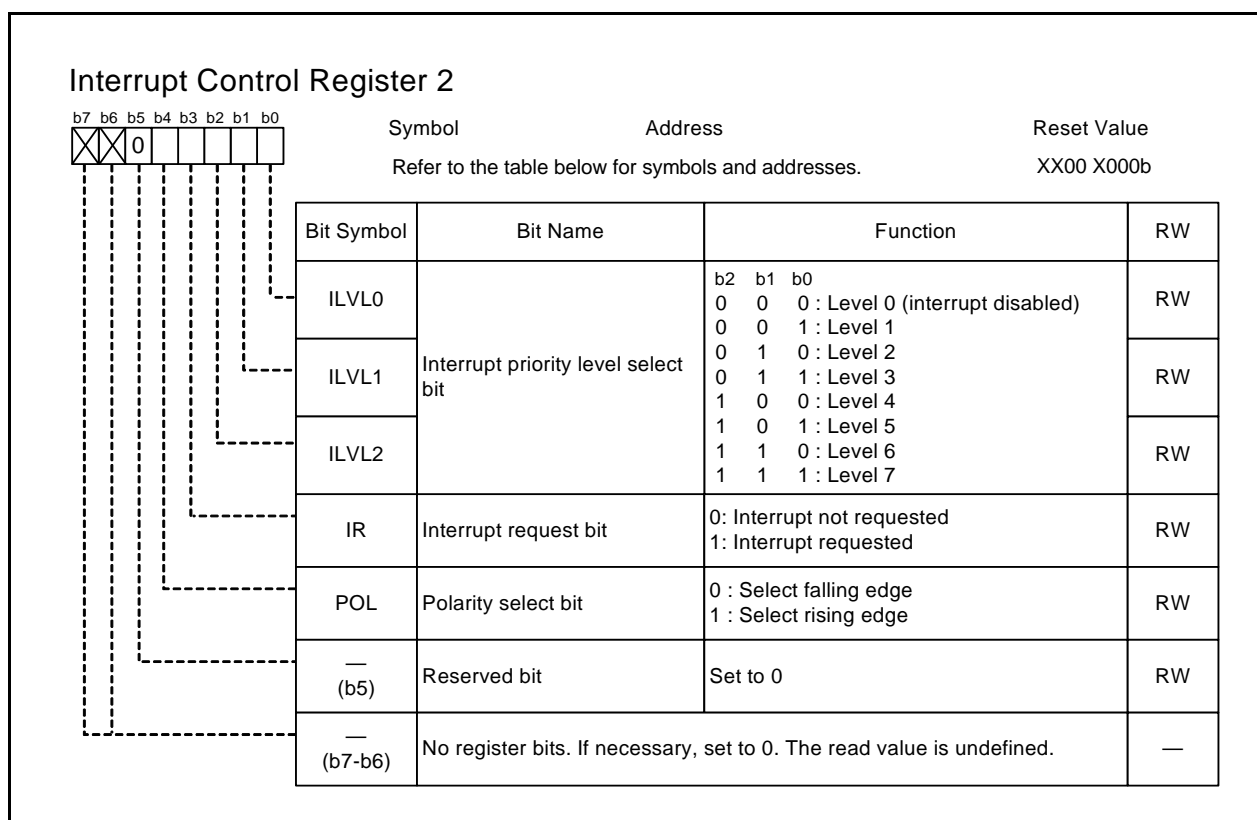 Interrupt Control Register 2
b7 b6 b5 b4 b3 b2 b1 b0
0
Symbol Address Reset Value
Refer to the table below for symbols and addresses. XX00 X000b
Bit Symbol Bit Name Function RW
ILVL0 RW
ILVL1 RW
ILVL2 RW
Interrupt priority level select
bit
b2 b1 b0
0 0 0 : Level 0 (interrupt disabled)
0 0 1 : Level 1
0 1 0 : Level 2
0 1 1 : Level 3
1 0 0 : Level 4
1 0 1 : Level 5
1 1 0 : Level 6
1 1 1 : Level 7
IR Interrupt request bit 0: Interrupt not requested RW
1: Interrupt requested
POL Polarity select bit 0 : Select falling edge RW
1 : Select rising edge
—
(b5) Reserved bit Set to 0 RW
—
(b7-b6) No register bits. If necessary, set to 0. The read value is undefined. —